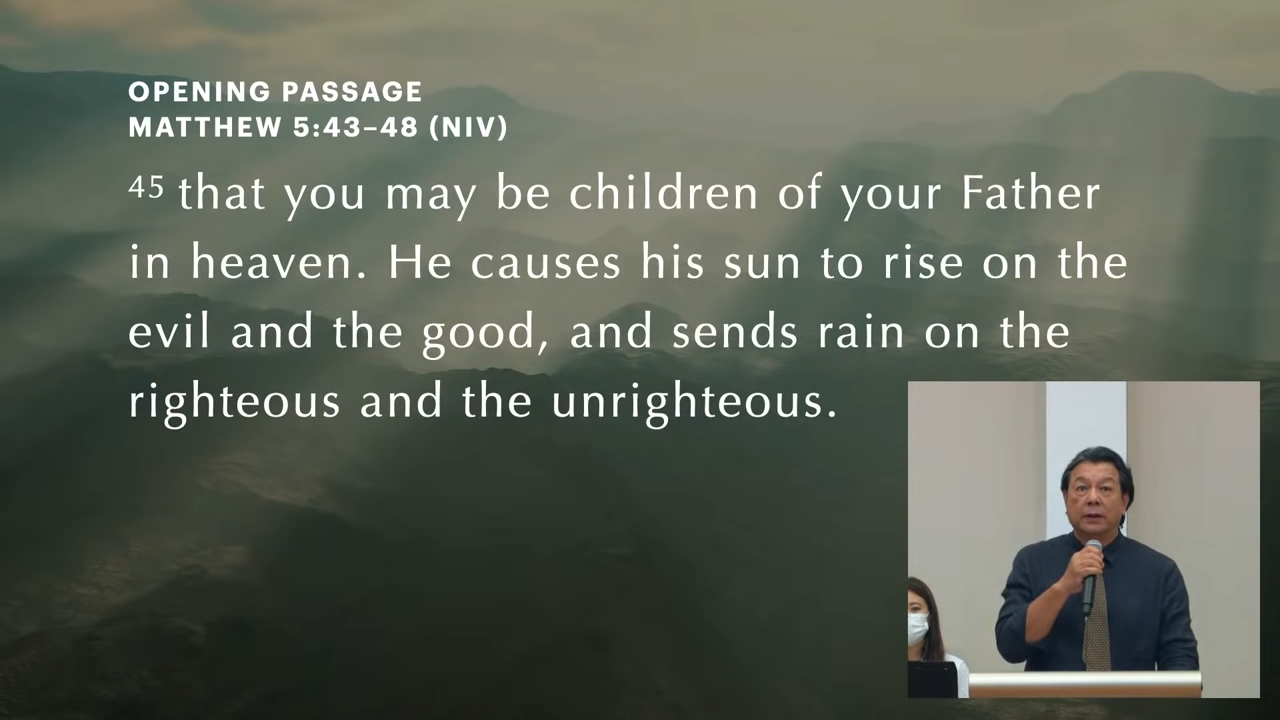 OPENING PASSAGE
MATTHEW 5:43–48 (NIV)
45 that you may be children of your Father
in heaven. He causes his sun to rise on the
evil and the good, and sends rain on the
righteous and the unrighteous.